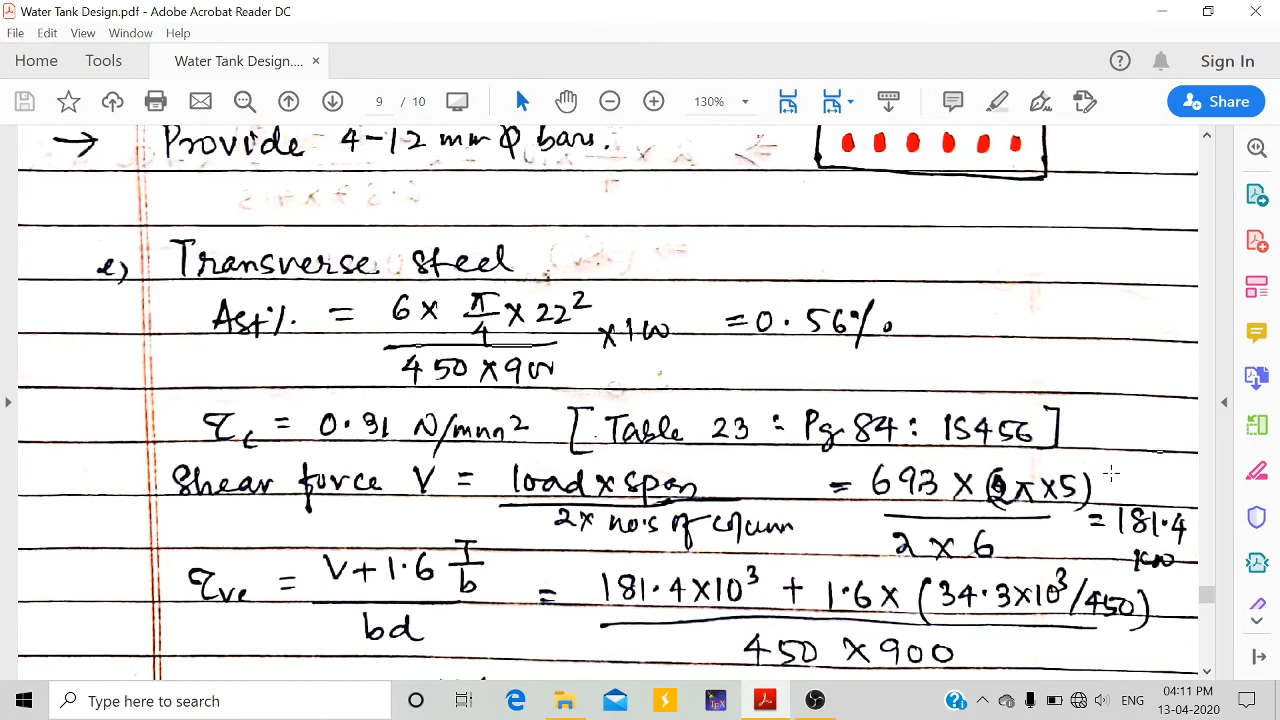 Water Tank Design.pdf - Adobe Acrobat Reader DC
File Edit View Window Help
Home Tools Water Tank Design.... × Sign In
9 / 10 130% Share
→ Provide 4-12 mm φ bars.
e) Transverse steel
Ast% = 6 × π/4 × 22² / 450 × 900 × 100 = 0.56%.
τc = 0.31 N/mm² [Table 23 : Pg 84 : IS456]
Shear force V = load × span / 2 × no's of column = 693 × (2π × 5) / 2 × 6 = 181.4 KN
τve = V + 1.6 T/b / bd = 181.4 × 10³ + 1.6 × (34.3 × 10³/450) / 450 × 900
Type here to search
ENG 04:11 PM
13-04-2020